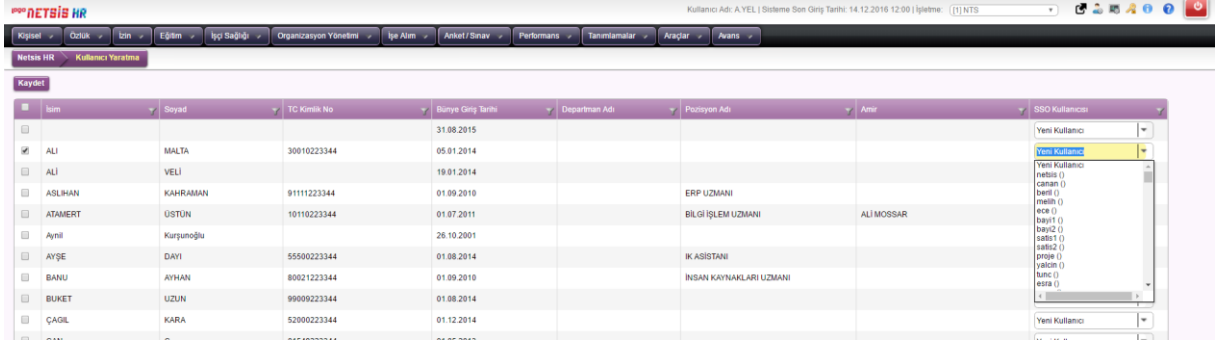 logo NETSİS HR Kullanıcı Adı: A.YEL | Sisteme Son Giriş Tarihi: 14.12.2016 12:00 | İşletme: [1] NTS
Kişisel Özlük İzin Eğitim İşçi Sağlığı Organizasyon Yönetimi İşe Alım Anket / Sınav Performans Tanımlamalar Araçlar Avans
Netsis HR Kullanıcı Yaratma
Kaydet
İsim Soyad TC Kimlik No Bünye Giriş Tarihi Departman Adı Pozisyon Adı Amir SSO Kullanıcısı
31.08.2015 Yeni Kullanıcı
ALI MALTA 30010223344 05.01.2014 Yeni Kullanıcı
Yeni Kullanıcı
ALİ VELİ 19.01.2014
netsis ()
canan ()
ASLIHAN KAHRAMAN 91111223344 01.09.2010 ERP UZMANI
beril ()
melih ()
ece ()
ATAMERT ÜSTÜN 10110223344 01.07.2011 BİLGİ İŞLEM UZMANI ALİ MOSSAR
bayi1 ()
bayi2 ()
Aynil Kurşunoğlu 26.10.2001
satis1 ()
satis2 ()
AYŞE DAYI 55500223344 01.08.2014 IK ASİSTANI
proje ()
yalcin ()
BANU AYHAN 80021223344 01.09.2010 İNSAN KAYNAKLARI UZMANI
tunc ()
esra ()
BUKET UZUN 99009223344 01.08.2014
ÇAGIL KARA 52000223344 01.12.2014 Yeni Kullanıcı